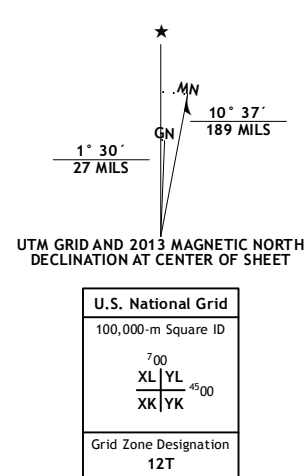 ★
MN
GN
10° 37´
189 MILS
1° 30´
27 MILS
UTM GRID AND 2013 MAGNETIC NORTH
DECLINATION AT CENTER OF SHEET
U.S. National Grid
100,000-m Square ID
700
XL YL
4500
XK YK
Grid Zone Designation
12T